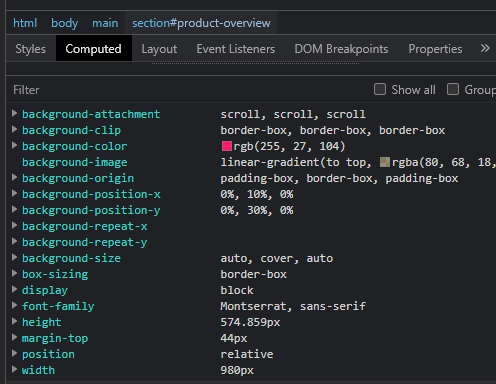 html body main section#product-overview
Styles Computed Layout Event Listeners DOM Breakpoints Properties »
Filter Show all Group
background-attachment scroll, scroll, scroll
background-clip border-box, border-box, border-box
background-color rgb(255, 27, 104)
background-image linear-gradient(to top, rgba(80, 68, 18,
background-origin padding-box, border-box, padding-box
background-position-x 0%, 10%, 0%
background-position-y 0%, 30%, 0%
background-repeat-x
background-repeat-y
background-size auto, cover, auto
box-sizing border-box
display block
font-family Montserrat, sans-serif
height 574.859px
margin-top 44px
position relative
width 980px